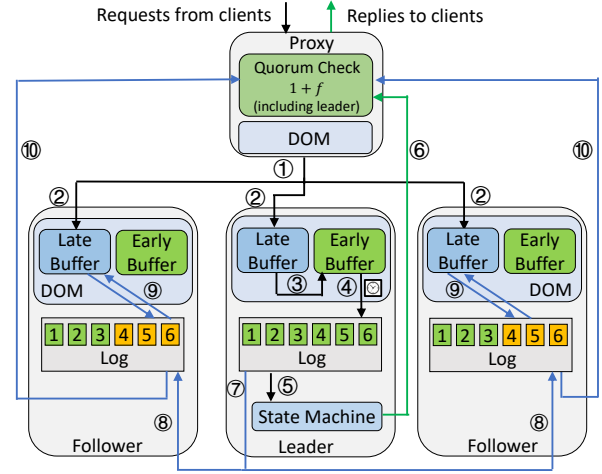 Requests from clients
Replies to clients
Proxy
Quorum Check
1 + f
(including leader)
DOM
①
⑥
⑩
⑩
②
②
②
Late
Buffer
Early
Buffer
DOM
⑨
Late
Buffer
Early
Buffer
③
④
Late
Buffer
Early
Buffer
⑨
DOM
1 2 3 4 5 6
Log
1 2 3 4 5 6
Log
1 2 3 4 5 6
Log
⑦
⑤
⑧
⑧
State Machine
Follower
Leader
Follower